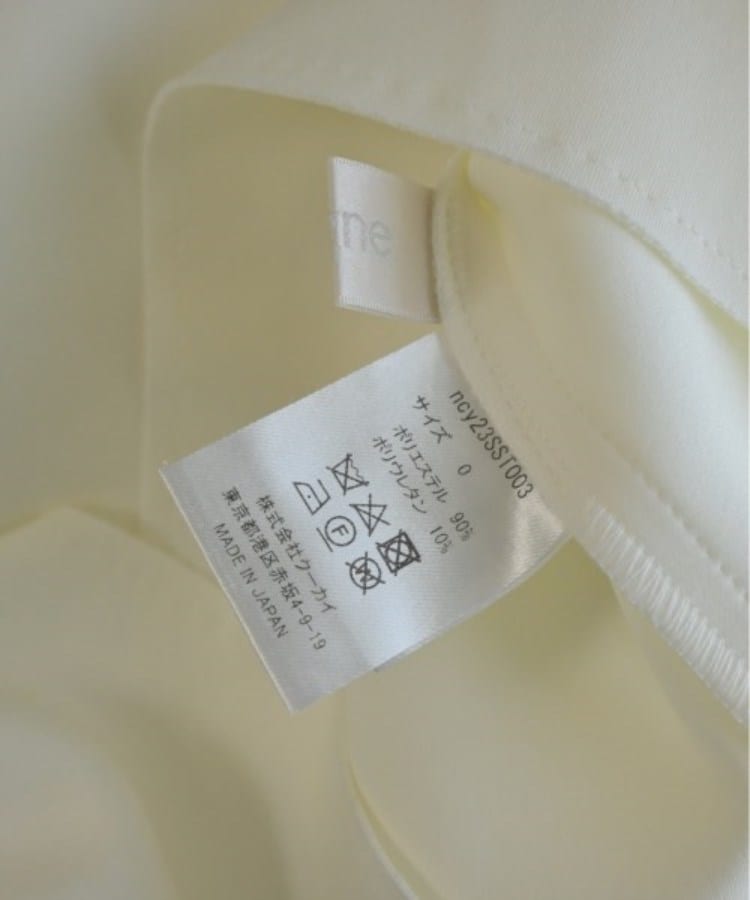 ne
ncy23SST003
サイズ 0
ポリエステル 90%
ポリウレタン 10%
F
W
株式会社クーカイ
東京都港区赤坂4-9-19
MADE IN JAPAN